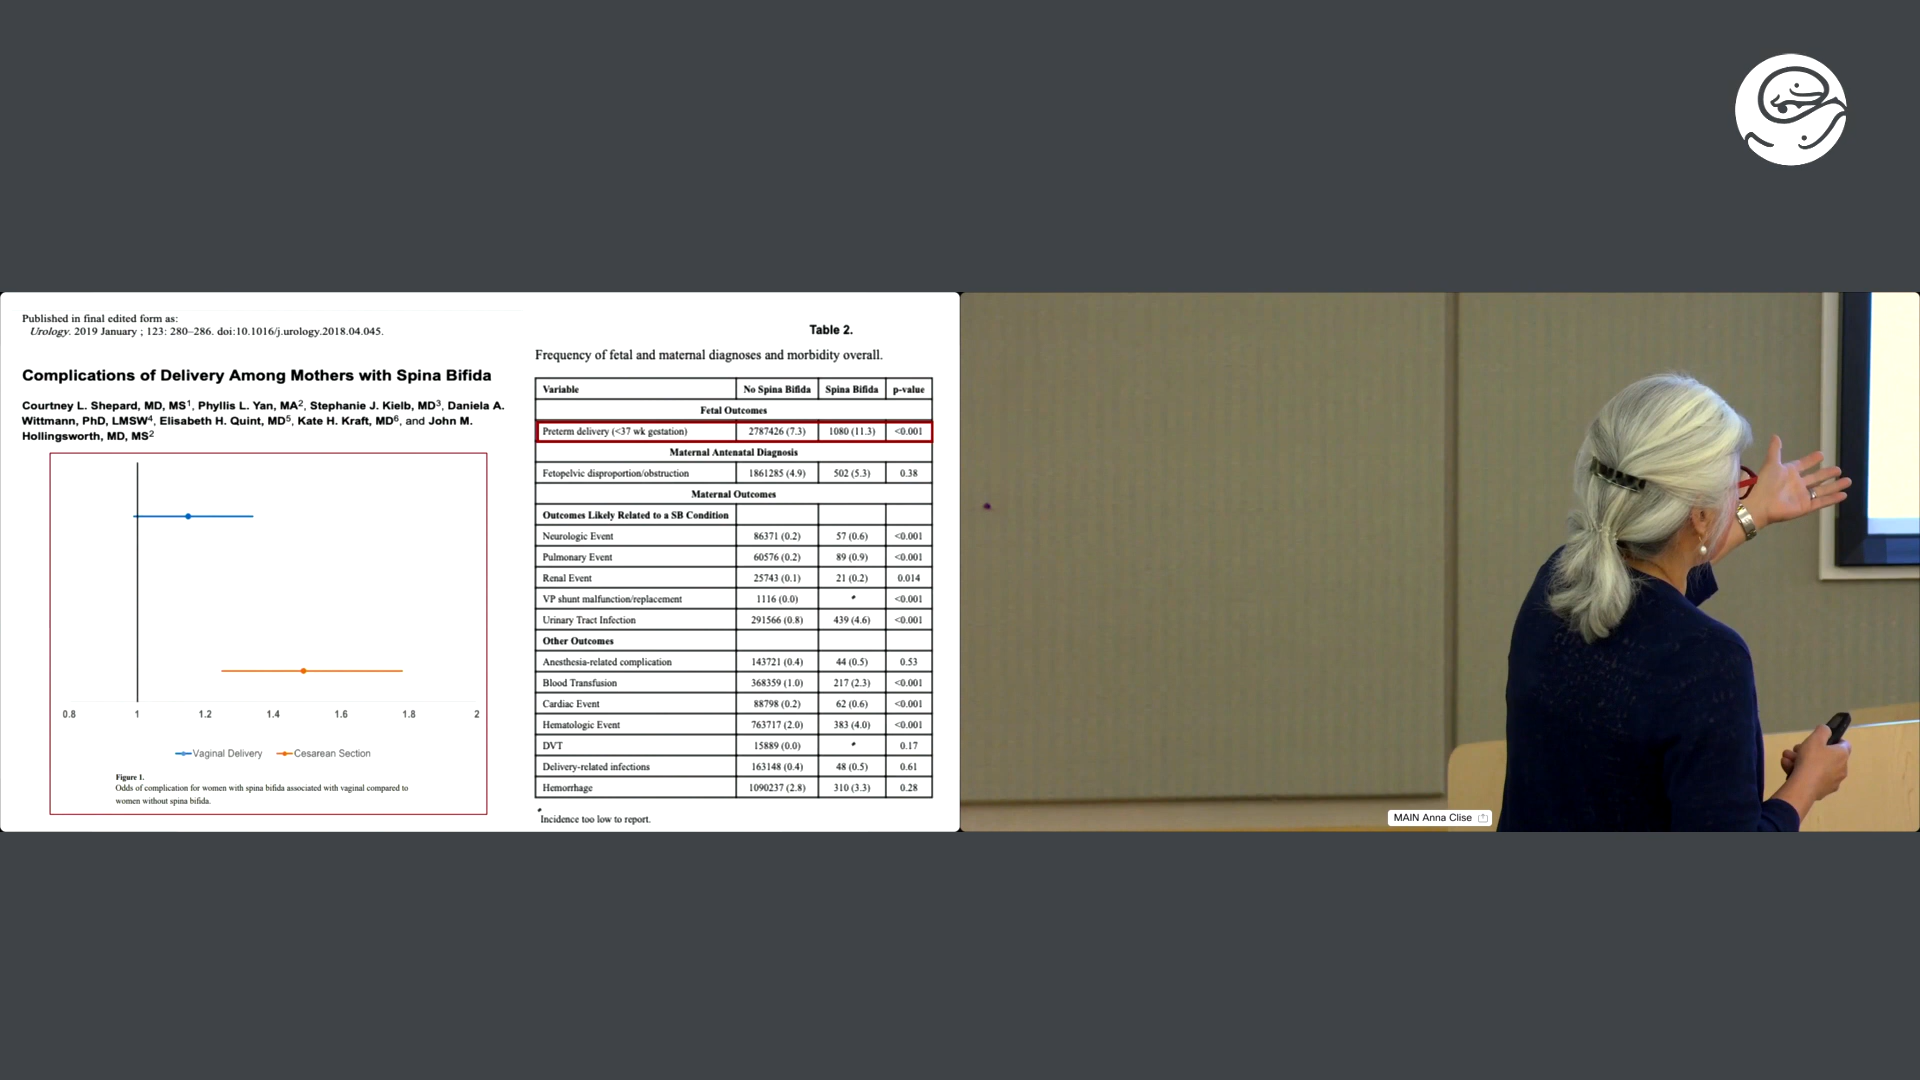 Published in final edited form as:
Urology. 2019 January ; 123: 280–286. doi:10.1016/j.urology.2018.04.045.
Complications of Delivery Among Mothers with Spina Bifida
Courtney L. Shepard, MD, MS1, Phyllis L. Yan, MA2, Stephanie J. Kielb, MD3, Daniela A.
Wittmann, PhD, LMSW4, Elisabeth H. Quint, MD5, Kate H. Kraft, MD6, and John M.
Hollingsworth, MD, MS2
0.8 1 1.2 1.4 1.6 1.8 2
Vaginal Delivery Cesarean Section
Figure 1.
Odds of complication for women with spina bifida associated with vaginal compared to
women without spina bifida.
Table 2.
Frequency of fetal and maternal diagnoses and morbidity overall.
Variable No Spina Bifida Spina Bifida p-value
Fetal Outcomes
Preterm delivery (<37 wk gestation) 2787426 (7.3) 1080 (11.3) <0.001
Maternal Antenatal Diagnosis
Fetopelvic disproportion/obstruction 1861285 (4.9) 502 (5.3) 0.38
Maternal Outcomes
Outcomes Likely Related to a SB Condition
Neurologic Event 86371 (0.2) 57 (0.6) <0.001
Pulmonary Event 60576 (0.2) 89 (0.9) <0.001
Renal Event 25743 (0.1) 21 (0.2) 0.014
VP shunt malfunction/replacement 1116 (0.0) * <0.001
Urinary Tract Infection 291566 (0.8) 439 (4.6) <0.001
Other Outcomes
Anesthesia-related complication 143721 (0.4) 44 (0.5) 0.53
Blood Transfusion 368359 (1.0) 217 (2.3) <0.001
Cardiac Event 88798 (0.2) 62 (0.6) <0.001
Hematologic Event 763717 (2.0) 383 (4.0) <0.001
DVT 15889 (0.0) * 0.17
Delivery-related infections 163148 (0.4) 48 (0.5) 0.61
Hemorrhage 1090237 (2.8) 310 (3.3) 0.28
*
Incidence too low to report.
MAIN Anna Clise